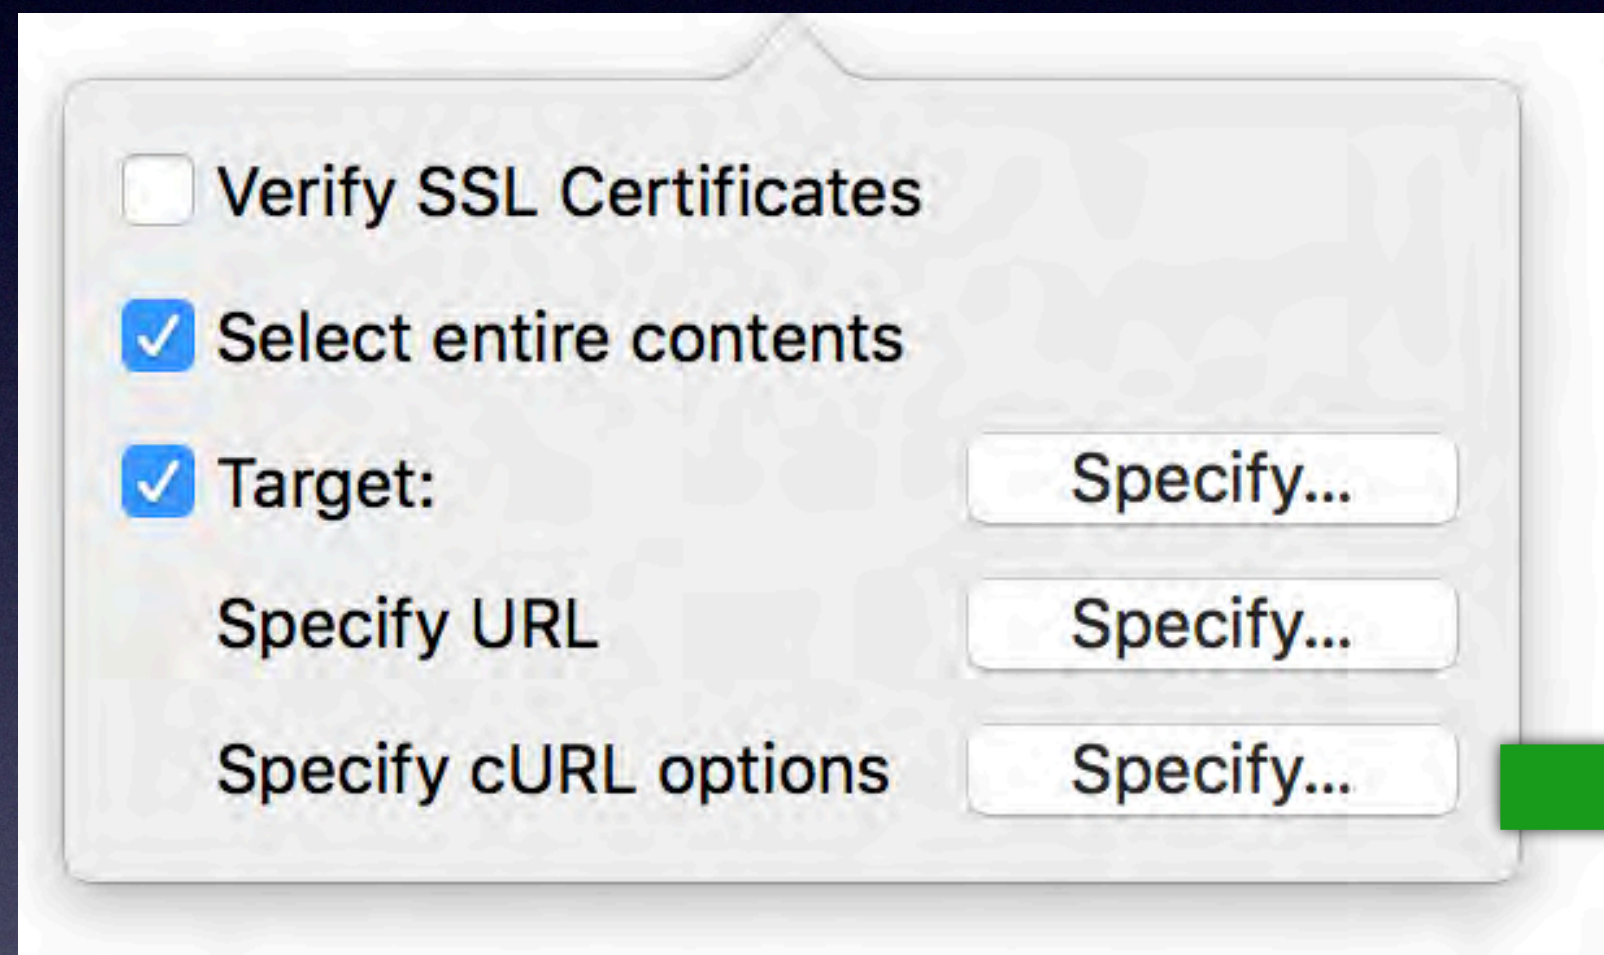 Verify SSL Certificates
Select entire contents
Target: Specify...
Specify URL Specify...
Specify cURL options Specify...